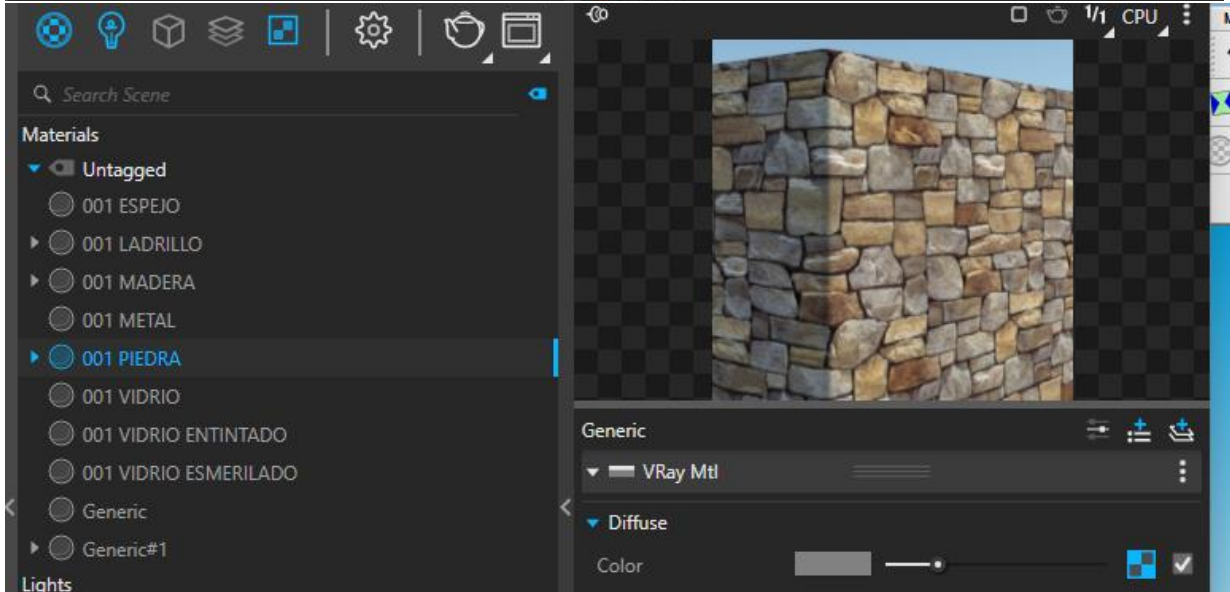 1/1 CPU
Search Scene
Materials
Untagged
001 ESPEJO
001 LADRILLO
001 MADERA
001 METAL
001 PIEDRA
001 VIDRIO
001 VIDRIO ENTINTADO
001 VIDRIO ESMERILADO
Generic
Generic#1
Lights
Generic
VRay Mtl
Diffuse
Color